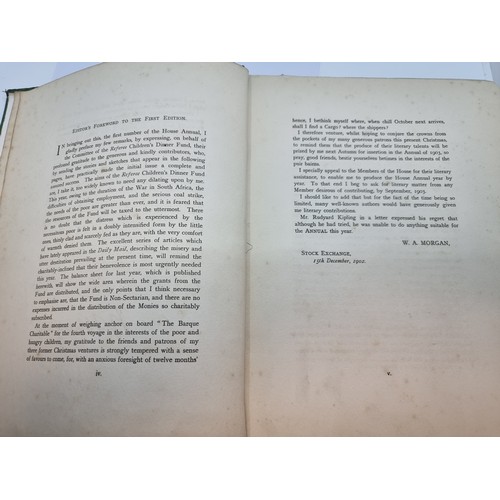 EDITOR'S FOREWORD TO THE FIRST EDITION.
IN bringing out this, the first number of the Home Annual, I
gladly preface my few remarks, by expressing, on behalf of
the Committee of the Referee Children's Dinner Fund, their
profound gratitude to the generous and kindly contributors, who,
by sending the stories and sketches that appear in the following
pages, have practically made the initial issue a complete and
assured success. The aims of the Referee Children's Dinner Fund
are, I take it, too widely known to need any dilating upon by me.
This year, owing to the duration of the War in South Africa, the
difficulties of obtaining employment, and the serious coal strike,
the needs of the poor are greater than ever, and it is feared that
the resources of the Fund will be taxed to the utmost. There
is no doubt that the distress which is experienced by the
necessitous poor is felt in a doubly intensified form by the little
ones, thinly clad and scarcely fed as they are, to whom the comforts
of warmth are denied them. The excellent series of articles which
have lately appeared in the Daily Mail, describing the misery and
utter destitution prevailing at the present time, will remind the
charitably-inclined that their benevolence is most urgently needed
this year. The balance sheet for last year, which is published
herewith, will show the wide area wherein the grants from the
Fund are distributed, and the only points that I think necessary
to emphasise are, that the Fund is Non-Sectarian, and there are no
expenses incurred in the distribution of the Monies so charitably
subscribed.
At the moment of weighing anchor on board "The Barque
Charitable" for the fourth voyage in the interests of the poor and
hungry children, my gratitude to the friends and patrons of my
three former Christmas ventures is strongly tempered with a sense
of favours to come, for, with an anxious foresight of twelve months'
iv.
hence, I bethink myself where, when chill October next arrives,
shall I find a Cargo? where the shippers?
I therefore venture, whilst hoping to conjure the crowns from the
pockets of my many generous patrons this present Christmas,
to remind them that the produce of their literary talents will be
prized by me next Autumn for insertion in the Annual of 1903, so
pray, good friends, bestir yourselves betimes in the interests of the
puir bairns.
I specially appeal to the Members of the Home for their literary
assistance, to enable me to produce the Home Annual year by
year. To that end I beg to ask for literary matter from any
Member desirous of contributing, by September, 1903.
I should like to add that but for the fact that space is so
limited, many well-known authors would have generously given
me literary contributions.
Mr Rudyard Kipling in a letter expressed his regret that
although he had tried, he was unable to do anything suitable for
the ANNUAL this year.
W. A. MORGAN,
STOCK EXCHANGE,
15th December, 1902.
v.